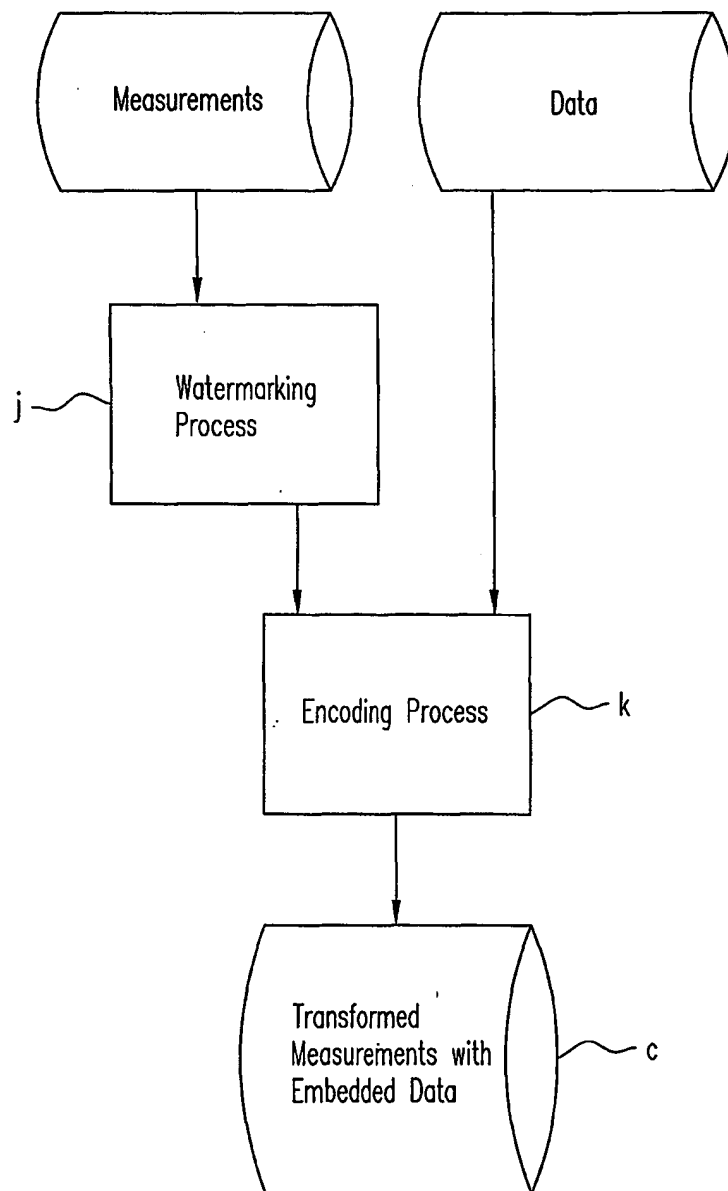 Measurements
Data
j
Watermarking
Process
Encoding Process
k
Transformed
Measurements with
Embedded Data
c